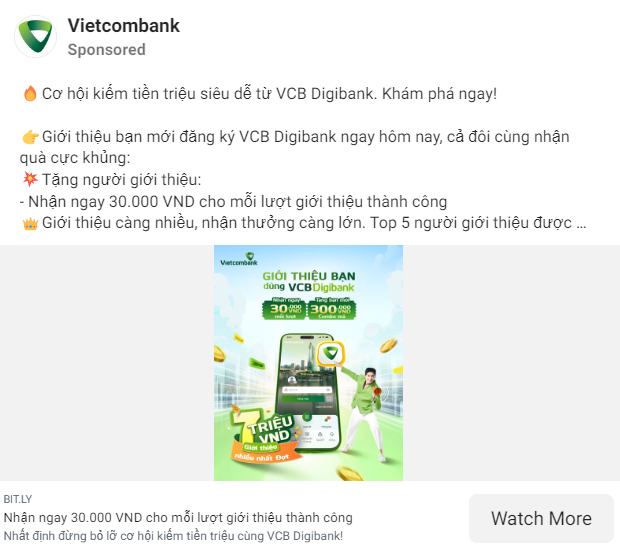 Vietcombank
Sponsored
🔥 Cơ hội kiếm tiền triệu siêu dễ từ VCB Digibank. Khám phá ngay!
👉 Giới thiệu bạn mới đăng ký VCB Digibank ngay hôm nay, cả đôi cùng nhận
quà cực khủng:
💥 Tặng người giới thiệu:
- Nhận ngay 30.000 VND cho mỗi lượt giới thiệu thành công
👑 Giới thiệu càng nhiều, nhận thưởng càng lớn. Top 5 người giới thiệu được ...
Vietcombank
GIỚI THIỆU BẠN
dùng VCB Digibank
Nhận ngay
30.000 VND
mỗi lượt
Tặng bạn mới
300.000 VND
Combo mã
7 TRIỆU
VND
Giới thiệu
nhiều nhất Đợt
BIT.LY
Nhận ngay 30.000 VND cho mỗi lượt giới thiệu thành công
Nhất định đừng bỏ lỡ cơ hội kiếm tiền triệu cùng VCB Digibank!
Watch More